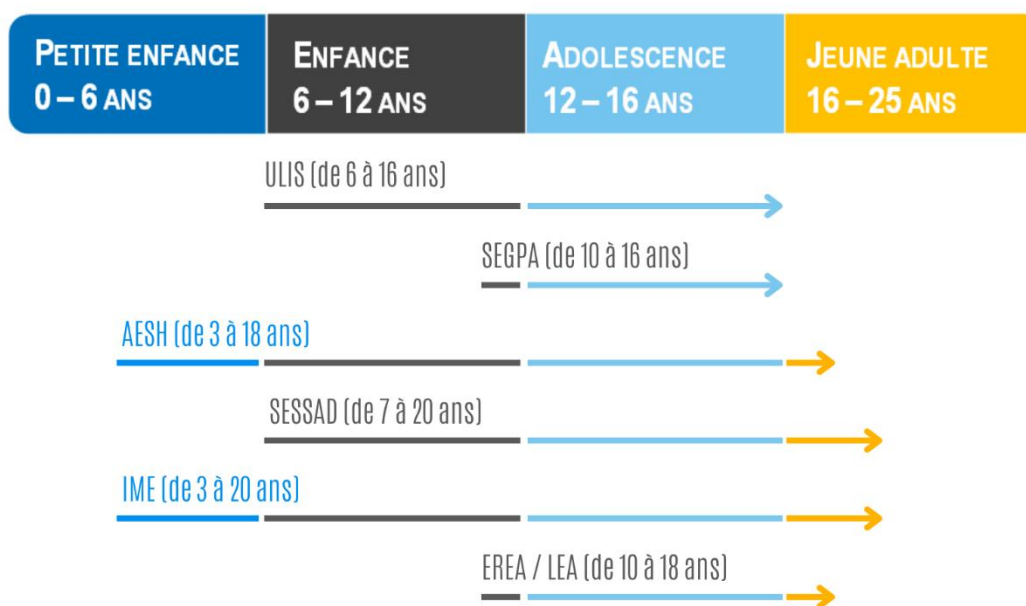 PETITE ENFANCE
0 – 6 ANS
ENFANCE
6 – 12 ANS
ADOLESCENCE
12 – 16 ANS
JEUNE ADULTE
16 – 25 ANS
ULIS (de 6 à 16 ans)
SEGPA (de 10 à 16 ans)
AESH (de 3 à 18 ans)
SESSAD (de 7 à 20 ans)
IME (de 3 à 20 ans)
EREA / LEA (de 10 à 18 ans)